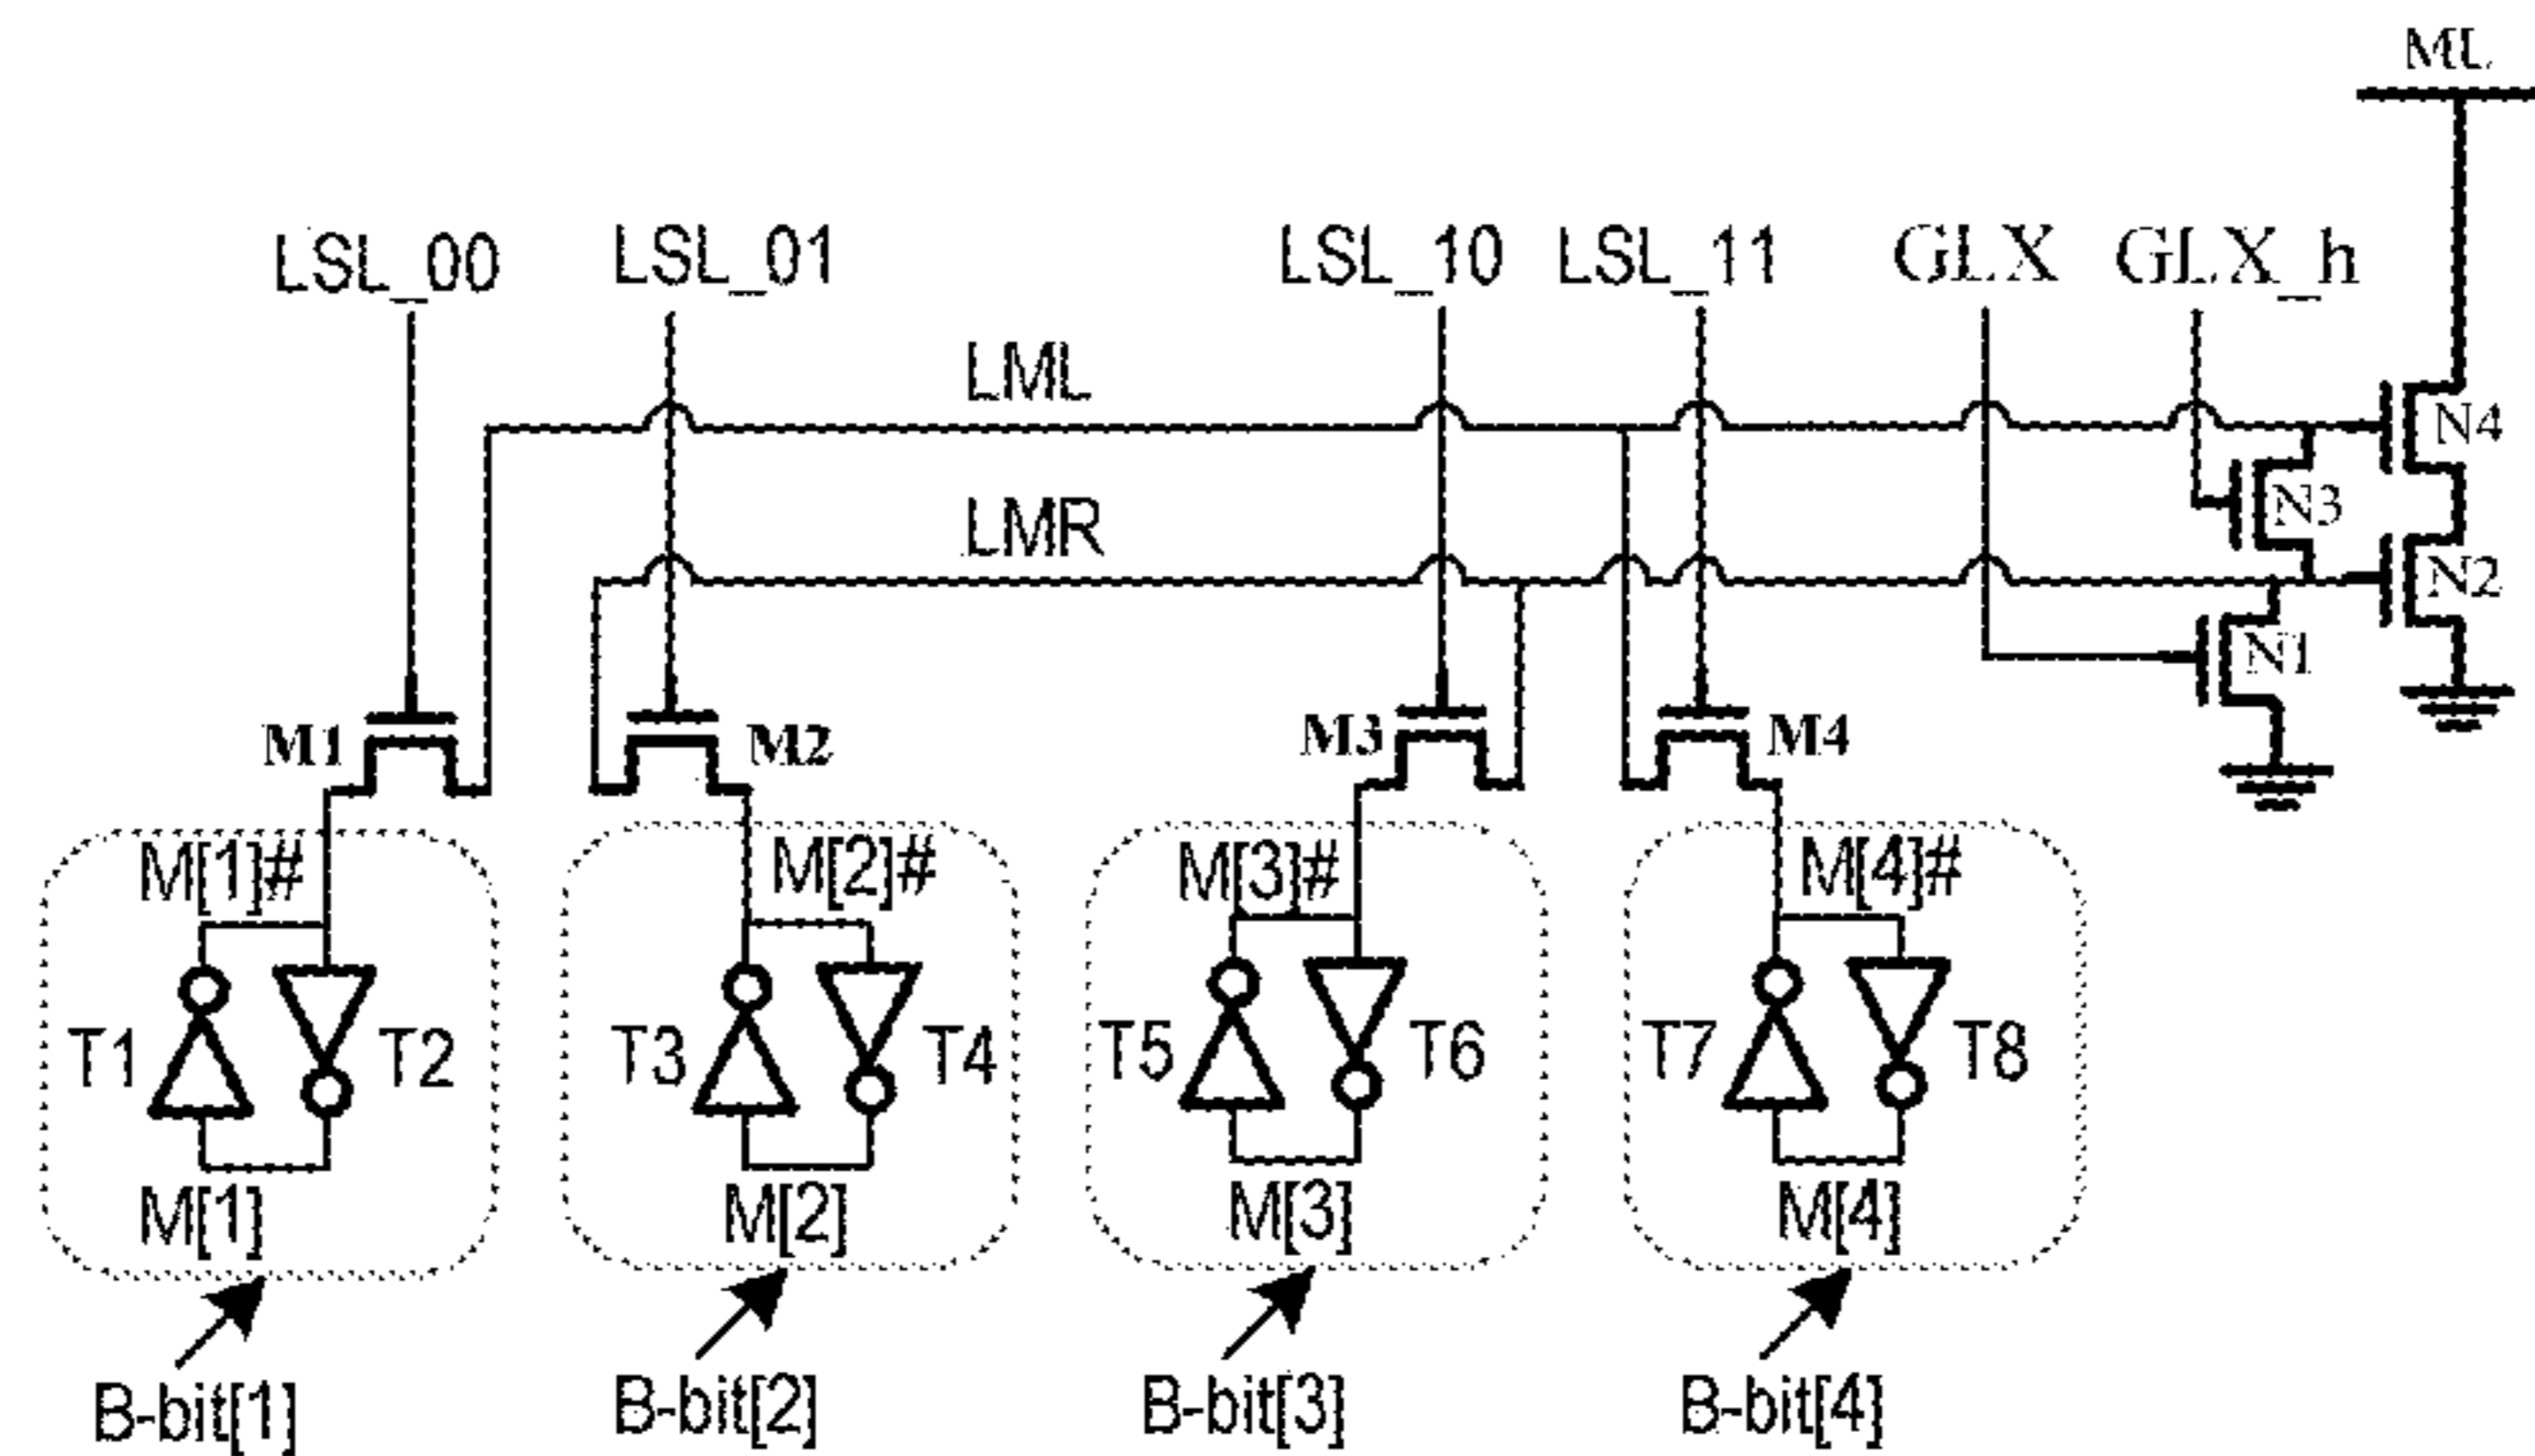 ML
LSL_00 LSL_01 LSL_10 LSL_11 GLX GLX_h
LML
N4
LMR
N3
N2
N1
M1 M2 M3 M4
M[1]# M[2]# M[3]# M[4]#
T1 T2 T3 T4 T5 T6 T7 T8
M[1] M[2] M[3] M[4]
B-bit[1] B-bit[2] B-bit[3] B-bit[4]